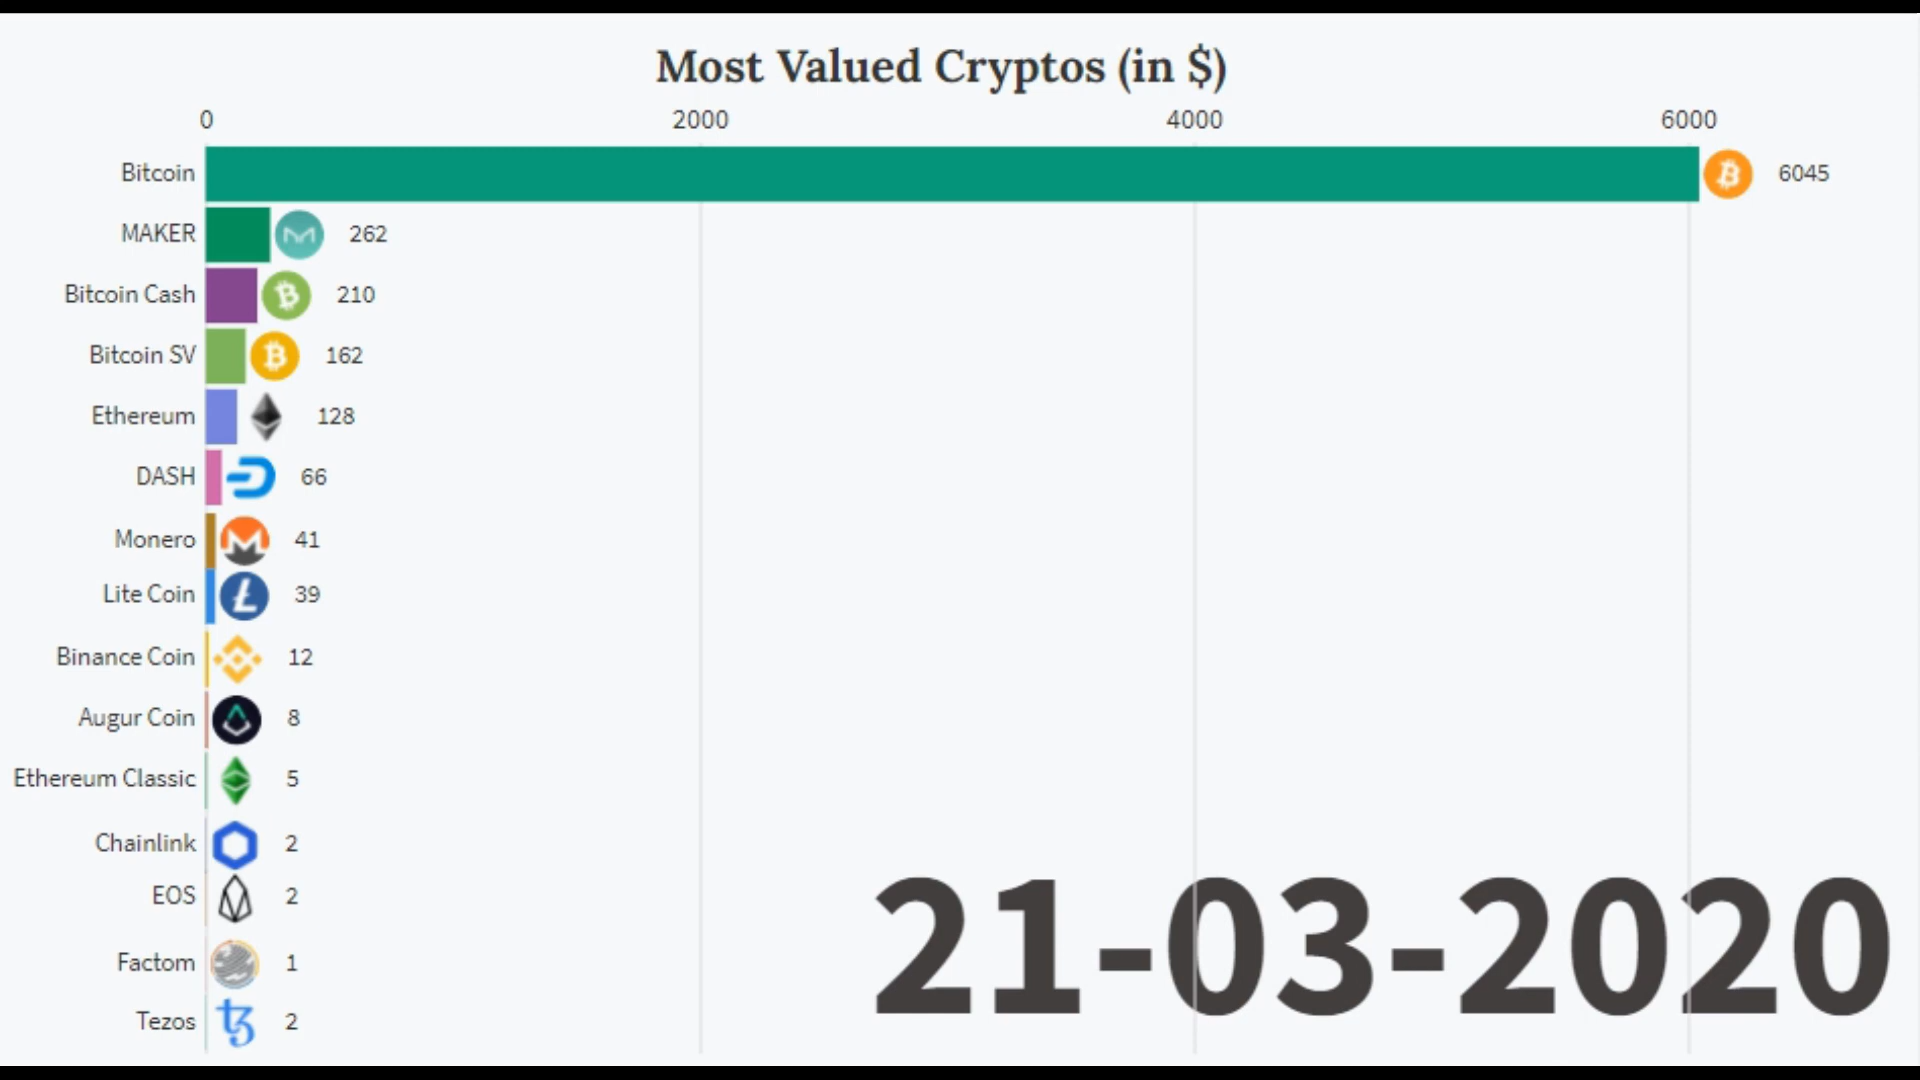 Most Valued Cryptos (in $)
0 2000 4000 6000
Bitcoin 6045
MAKER 262
Bitcoin Cash 210
Bitcoin SV 162
Ethereum 128
DASH 66
Monero 41
Lite Coin 39
Binance Coin 12
Augur Coin 8
Ethereum Classic 5
Chainlink 2
EOS 2
Factom 1
Tezos 2
21-03-2020